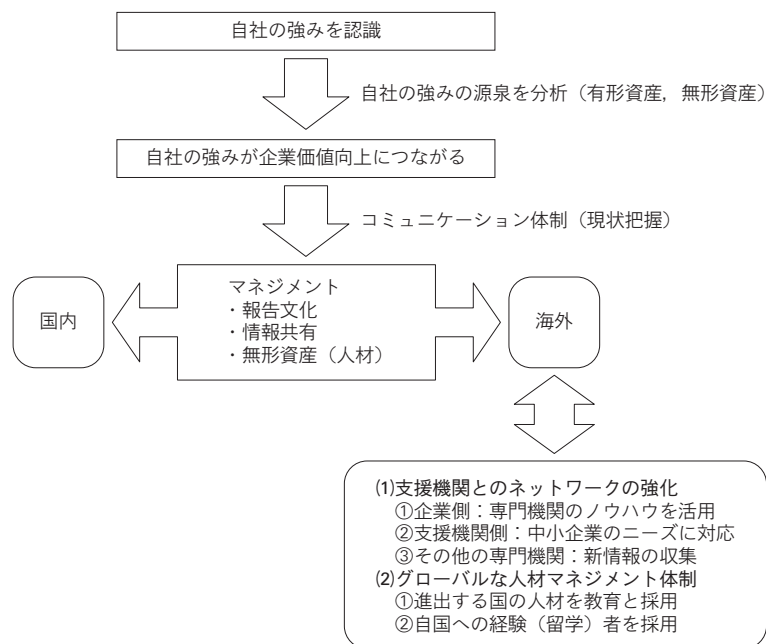 自社の強みを認識
自社の強みの源泉を分析（有形資産，無形資産）
自社の強みが企業価値向上につながる
コミュニケーション体制（現状把握）
マネジメント
・報告文化
・情報共有
・無形資産（人材）
国内
海外
⑴支援機関とのネットワークの強化
①企業側：専門機関のノウハウを活用
②支援機関側：中小企業のニーズに対応
③その他の専門機関：新情報の収集
⑵グローバルな人材マネジメント体制
①進出する国の人材を教育と採用
②自国への経験（留学）者を採用